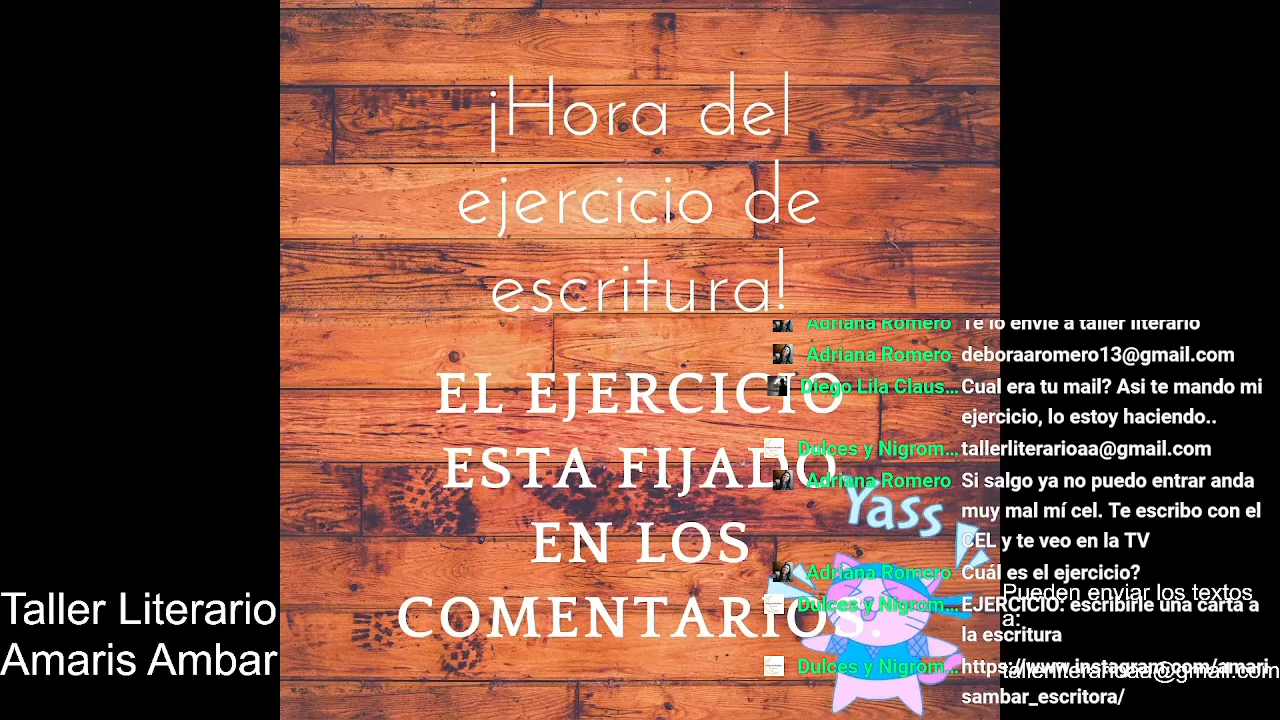 ¡Hora del
ejercicio de
escritura!
EL EJERCICIO
ESTA FIJADO
EN LOS
COMENTARIOS.
Yass
Taller Literario
Amaris Ambar
Adriana Romero Te lo envie a taller literario
Adriana Romero deboraaromero13@gmail.com
Diego Lila Claus... Cual era tu mail? Asi te mando mi
ejercicio, lo estoy haciendo..
Dulces y Nigrom... tallerliterarioaa@gmail.com
Adriana Romero Si salgo ya no puedo entrar anda
muy mal mí cel. Te escribo con el
CEL y te veo en la TV
Adriana Romero Cuál es el ejercicio?
Dulces y Nigrom... EJERCICIO: escribirle una carta a
la escritura
Dulces y Nigrom... https://www.instagram.com/amari
sambar_escritora/
Pueden enviar los textos
a:
tallerliterarioaa@gmail.com